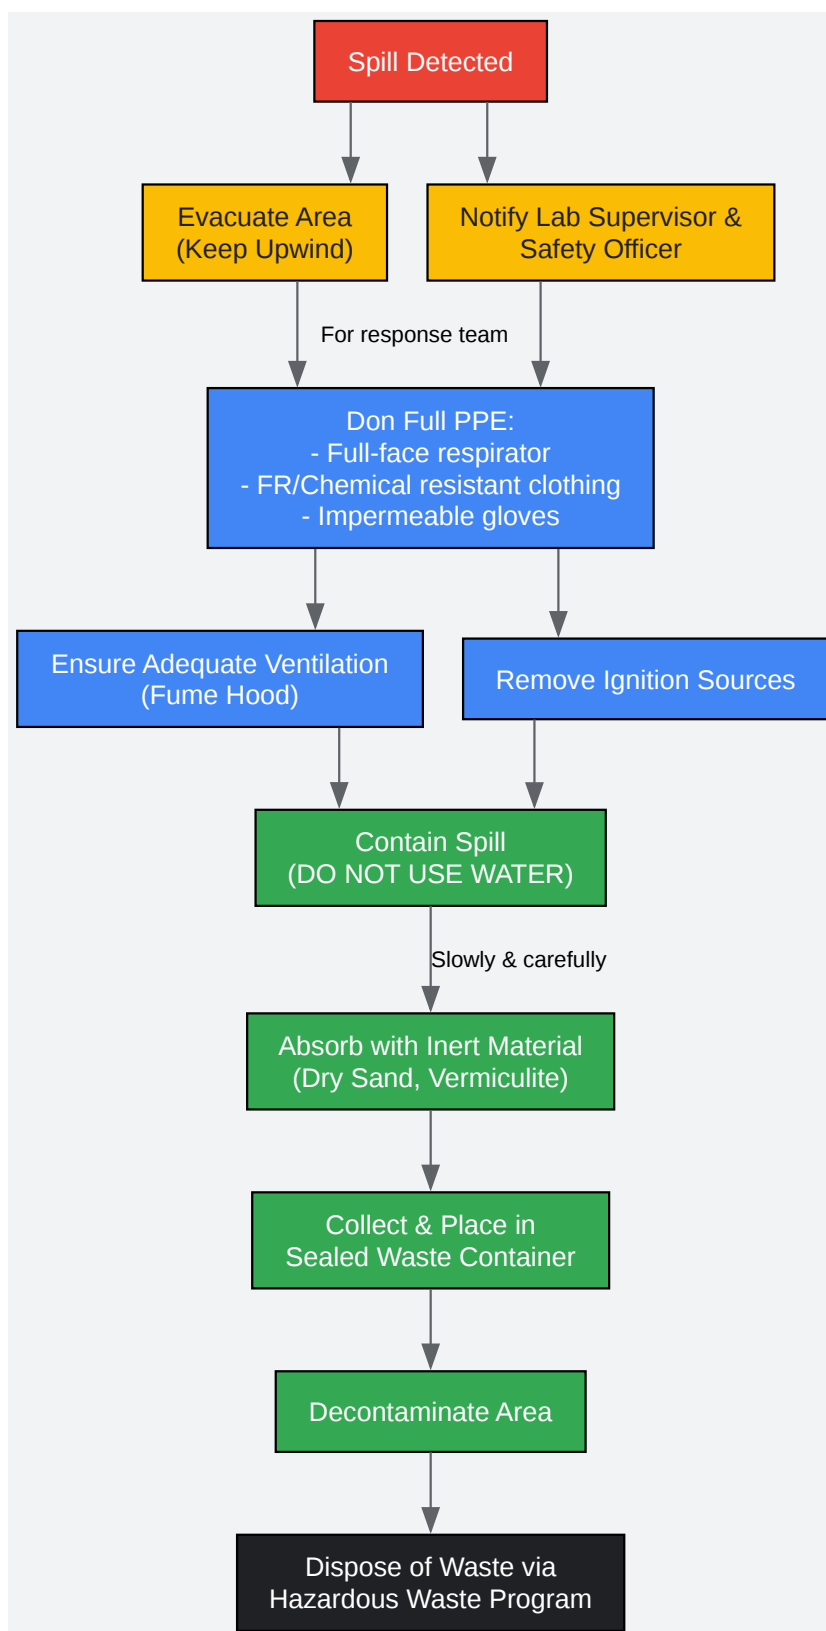 Spill Detected
Evacuate Area
(Keep Upwind)
Notify Lab Supervisor &
Safety Officer
For response team
Don Full PPE:
- Full-face respirator
- FR/Chemical resistant clothing
- Impermeable gloves
Ensure Adequate Ventilation
(Fume Hood)
Remove Ignition Sources
Contain Spill
(DO NOT USE WATER)
Slowly & carefully
Absorb with Inert Material
(Dry Sand, Vermiculite)
Collect & Place in
Sealed Waste Container
Decontaminate Area
Dispose of Waste via
Hazardous Waste Program